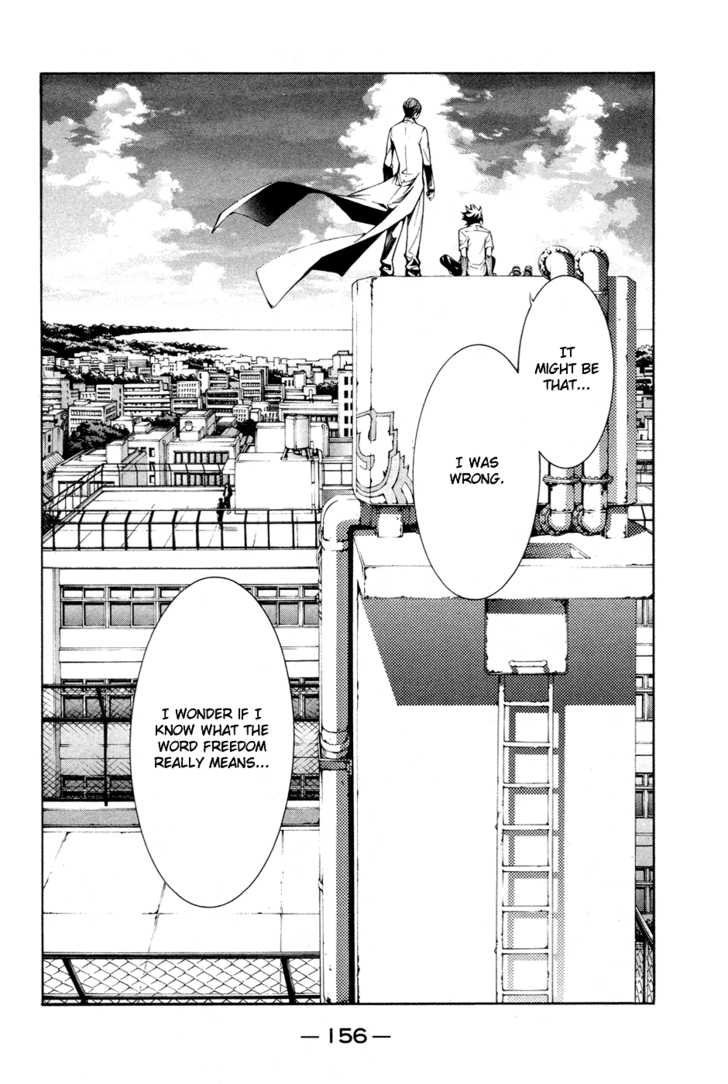 IT
MIGHT BE
THAT...
I WAS
WRONG.
I WONDER IF I
KNOW WHAT THE
WORD FREEDOM
REALLY MEANS...
— 156 —